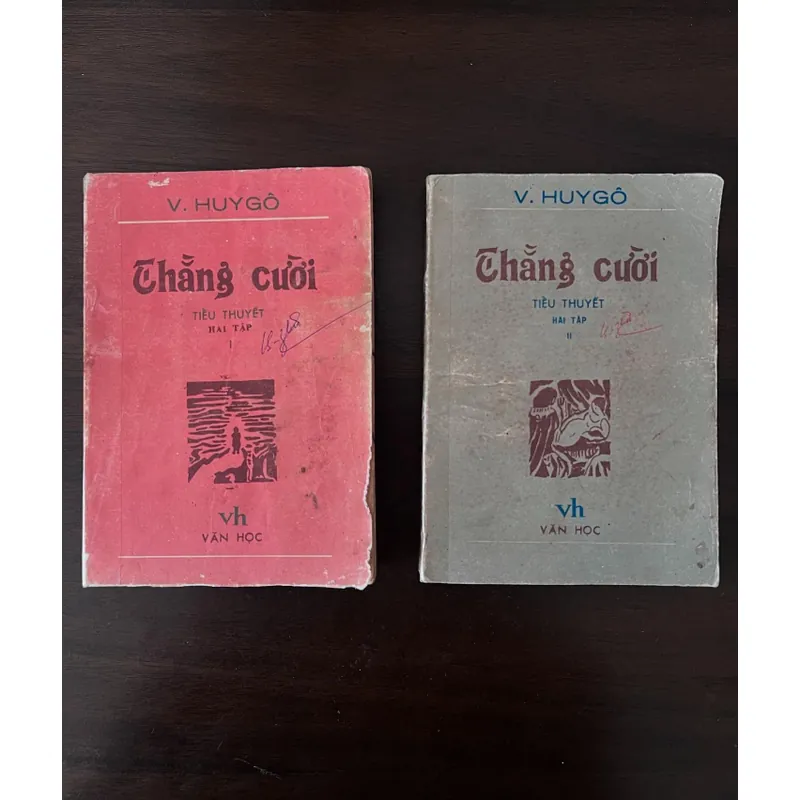 V. HUYGÔ
Thằng cười
TIỂU THUYẾT
HAI TẬP
I
vh
VĂN HỌC
V. HUYGÔ
Thằng cười
TIỂU THUYẾT
HAI TẬP
II
vh
VĂN HỌC